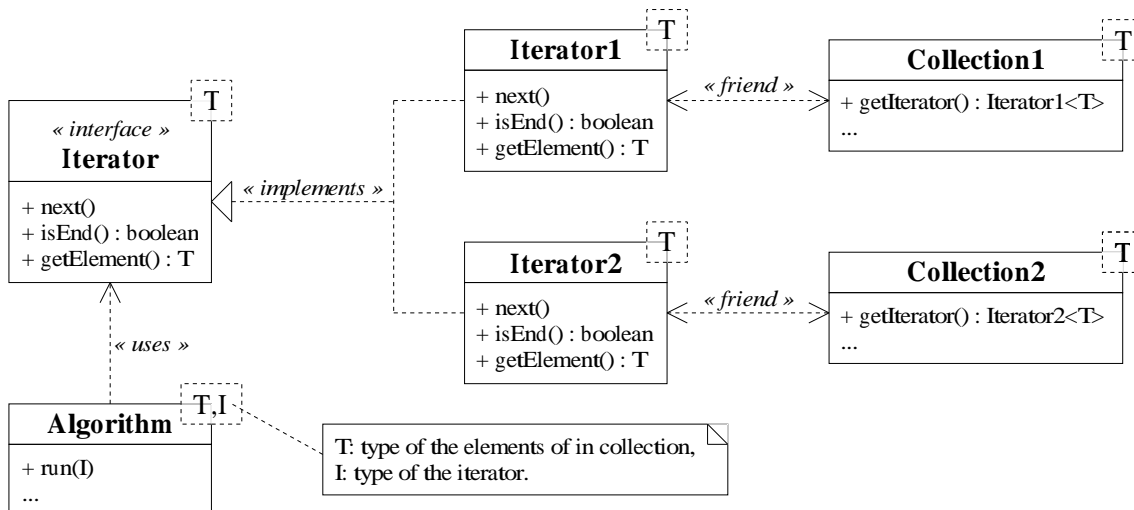 T
« interface »
Iterator
+ next()
+ isEnd() : boolean
+ getElement() : T
« implements »
T
Iterator1
+ next()
+ isEnd() : boolean
+ getElement() : T
« friend »
T
Collection1
+ getIterator() : Iterator1<T>
...
T
Iterator2
+ next()
+ isEnd() : boolean
+ getElement() : T
« friend »
T
Collection2
+ getIterator() : Iterator2<T>
...
« uses »
T,I
Algorithm
+ run(I)
...
T: type of the elements of in collection,
I: type of the iterator.